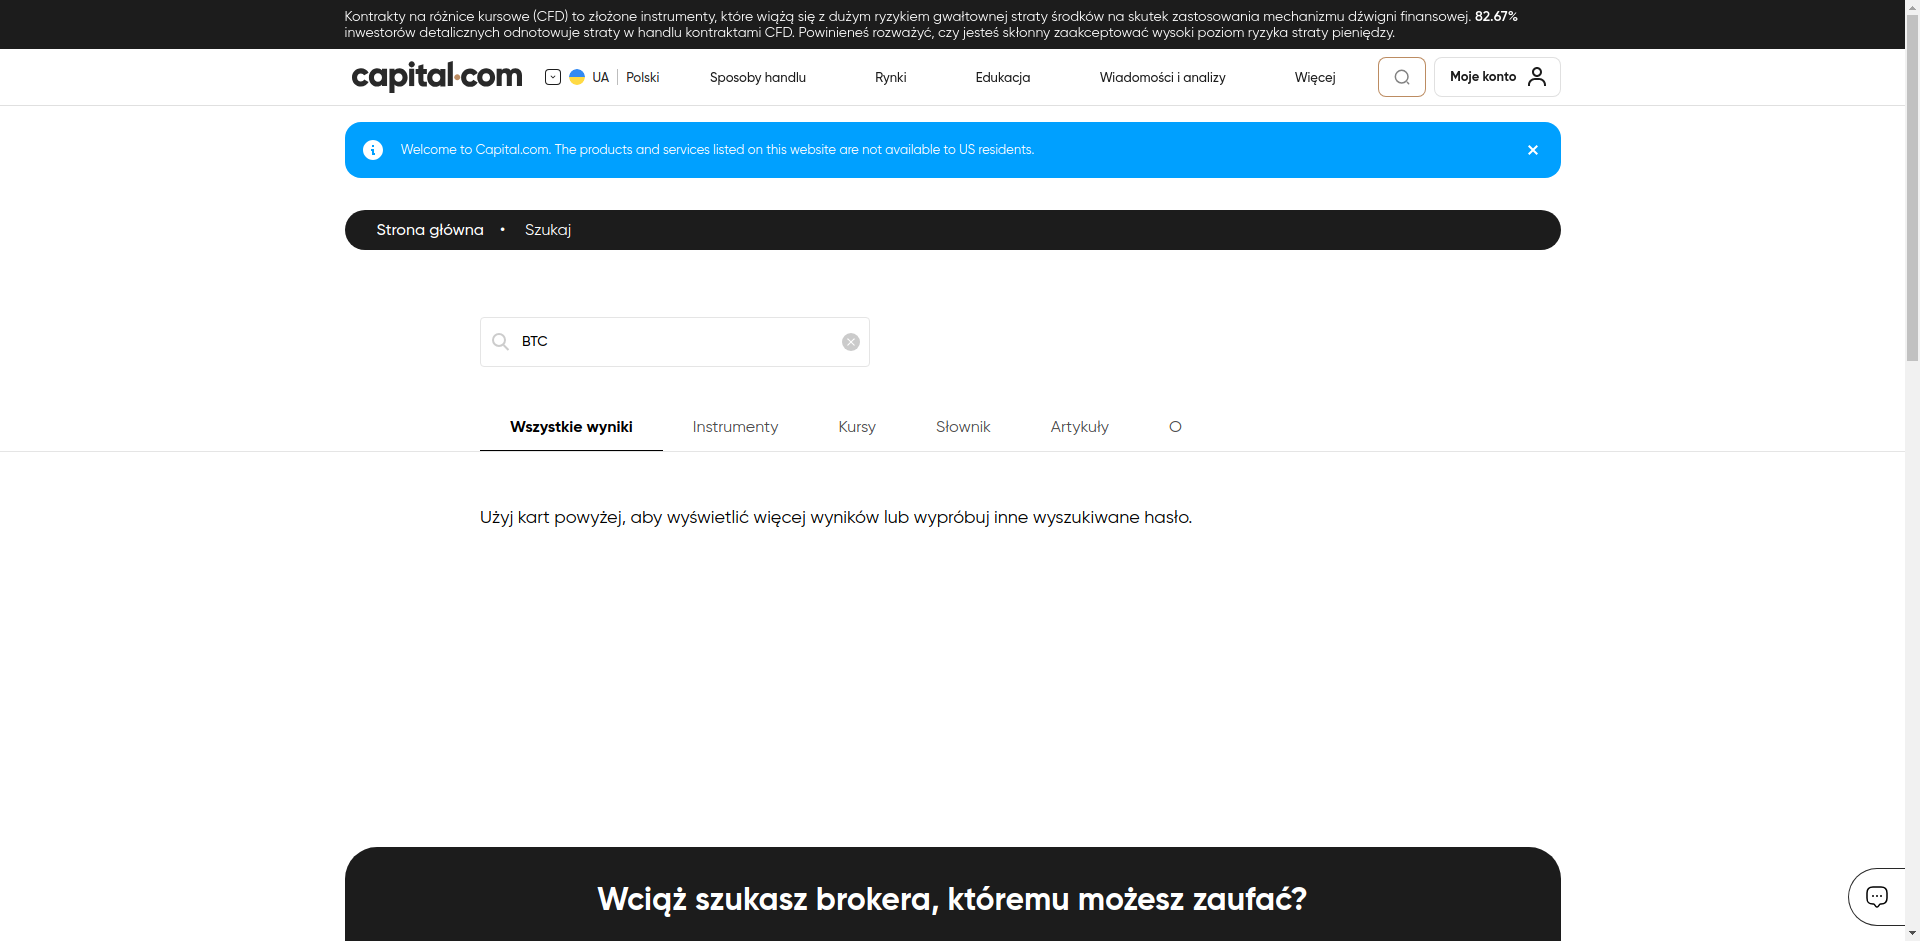 Kontrakty na różnice kursowe (CFD) to złożone instrumenty, które wiążą się z dużym ryzykiem gwałtownej straty środków na skutek zastosowania mechanizmu dźwigni finansowej. 82.67%
inwestorów detalicznych odnotowuje straty w handlu kontraktami CFD. Powinieneś rozważyć, czy jesteś skłonny zaakceptować wysoki poziom ryzyka straty pieniędzy.
capital.com UA Polski Sposoby handlu Rynki Edukacja Wiadomości i analizy Więcej Moje konto
Welcome to Capital.com. The products and services listed on this website are not available to US residents.
Strona główna • Szukaj
BTC
Wszystkie wyniki Instrumenty Kursy Słownik Artykuły O
Użyj kart powyżej, aby wyświetlić więcej wyników lub wypróbuj inne wyszukiwane hasło.
Wciąż szukasz brokera, któremu możesz zaufać?